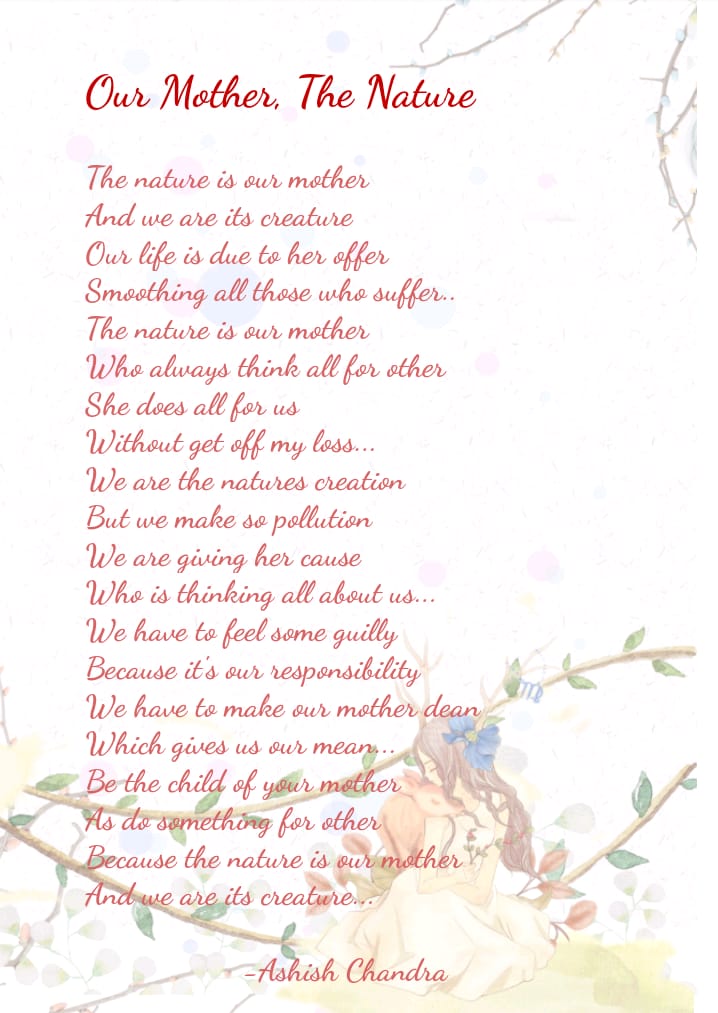 Our Mother, The Nature
The nature is our mother
And we are its creature
Our life is due to her offer
Smoothing all those who suffer..
The nature is our mother
Who always think all for other
She does all for us
Without get off my loss...
We are the natures creation
But we make so pollution
We are giving her cause
Who is thinking all about us...
We have to feel some guilly
Because it's our responsibility
We have to make our mother dean
Which gives us our mean...
Be the child of your mother
As do something for other
Because the nature is our mother
And we are its creature...
-Ashish Chandra